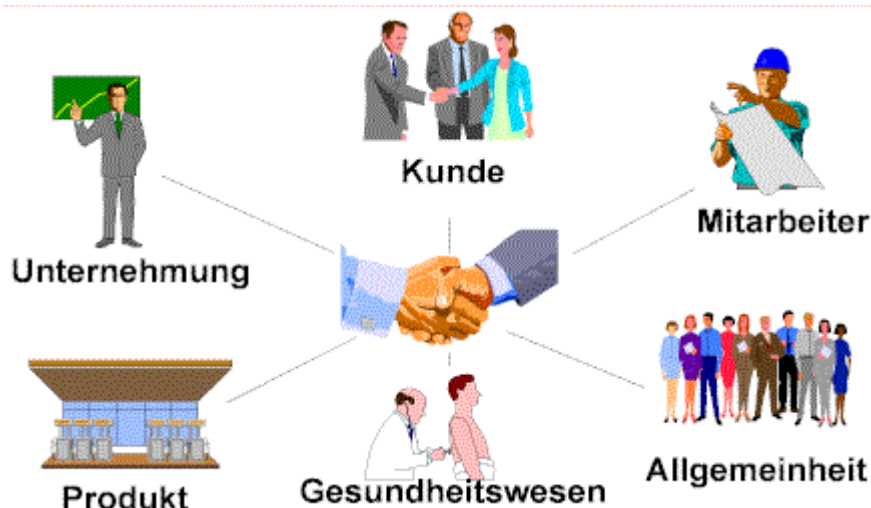 Kunde
Mitarbeiter
Unternehmung
Allgemeinheit
Gesundheitswesen
Produkt